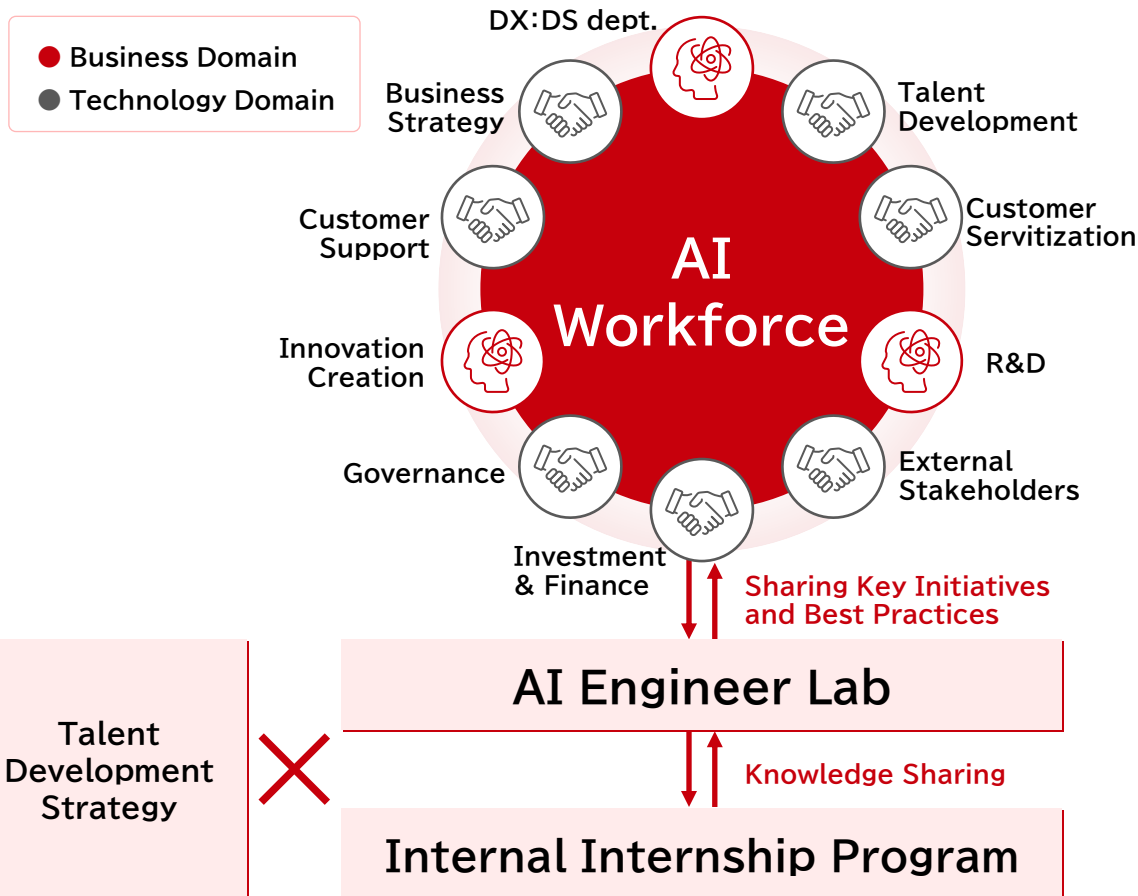 Business Domain
Technology Domain
DX:DS dept.
Business
Strategy
Talent
Development
Customer
Support
Customer
Servitization
AI
Workforce
Innovation
Creation
R&D
Governance
External
Stakeholders
Investment
& Finance
Sharing Key Initiatives
and Best Practices
AI Engineer Lab
Talent
Development
Strategy
Knowledge Sharing
Internal Internship Program